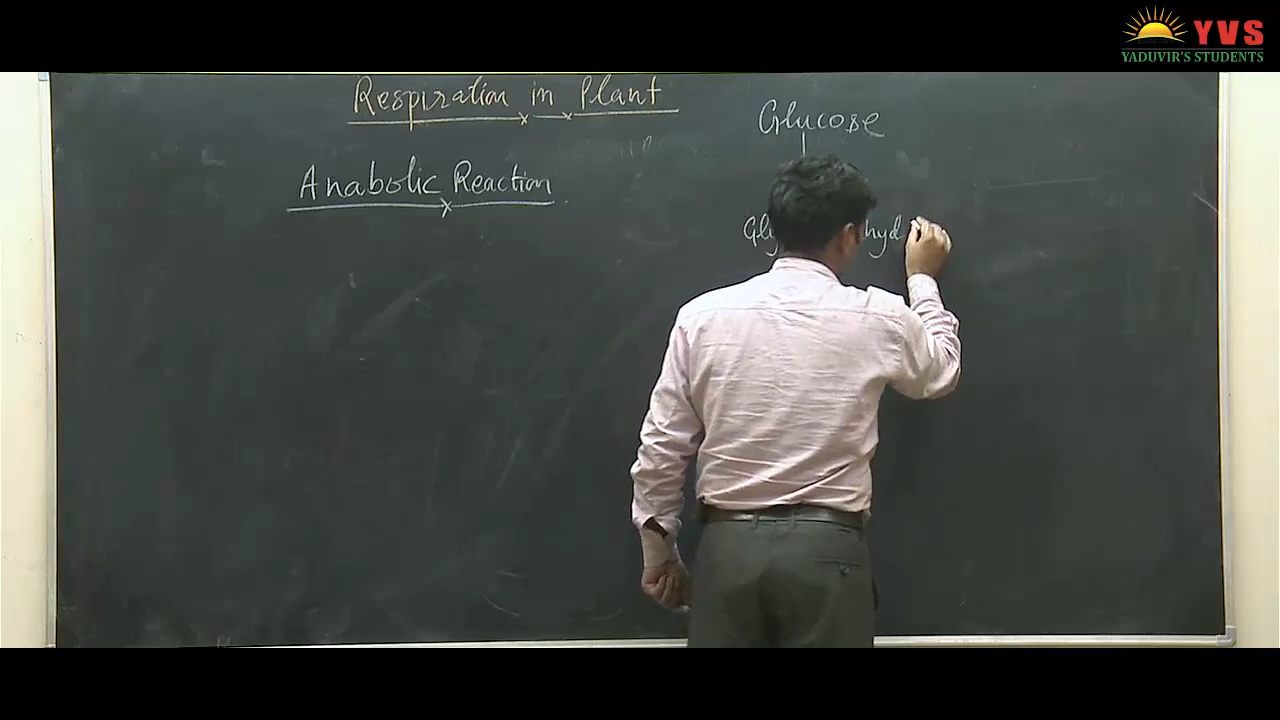 YVS
YADUVIR'S STUDENTS
Respiration in Plant
Glucose
Anabolic Reaction